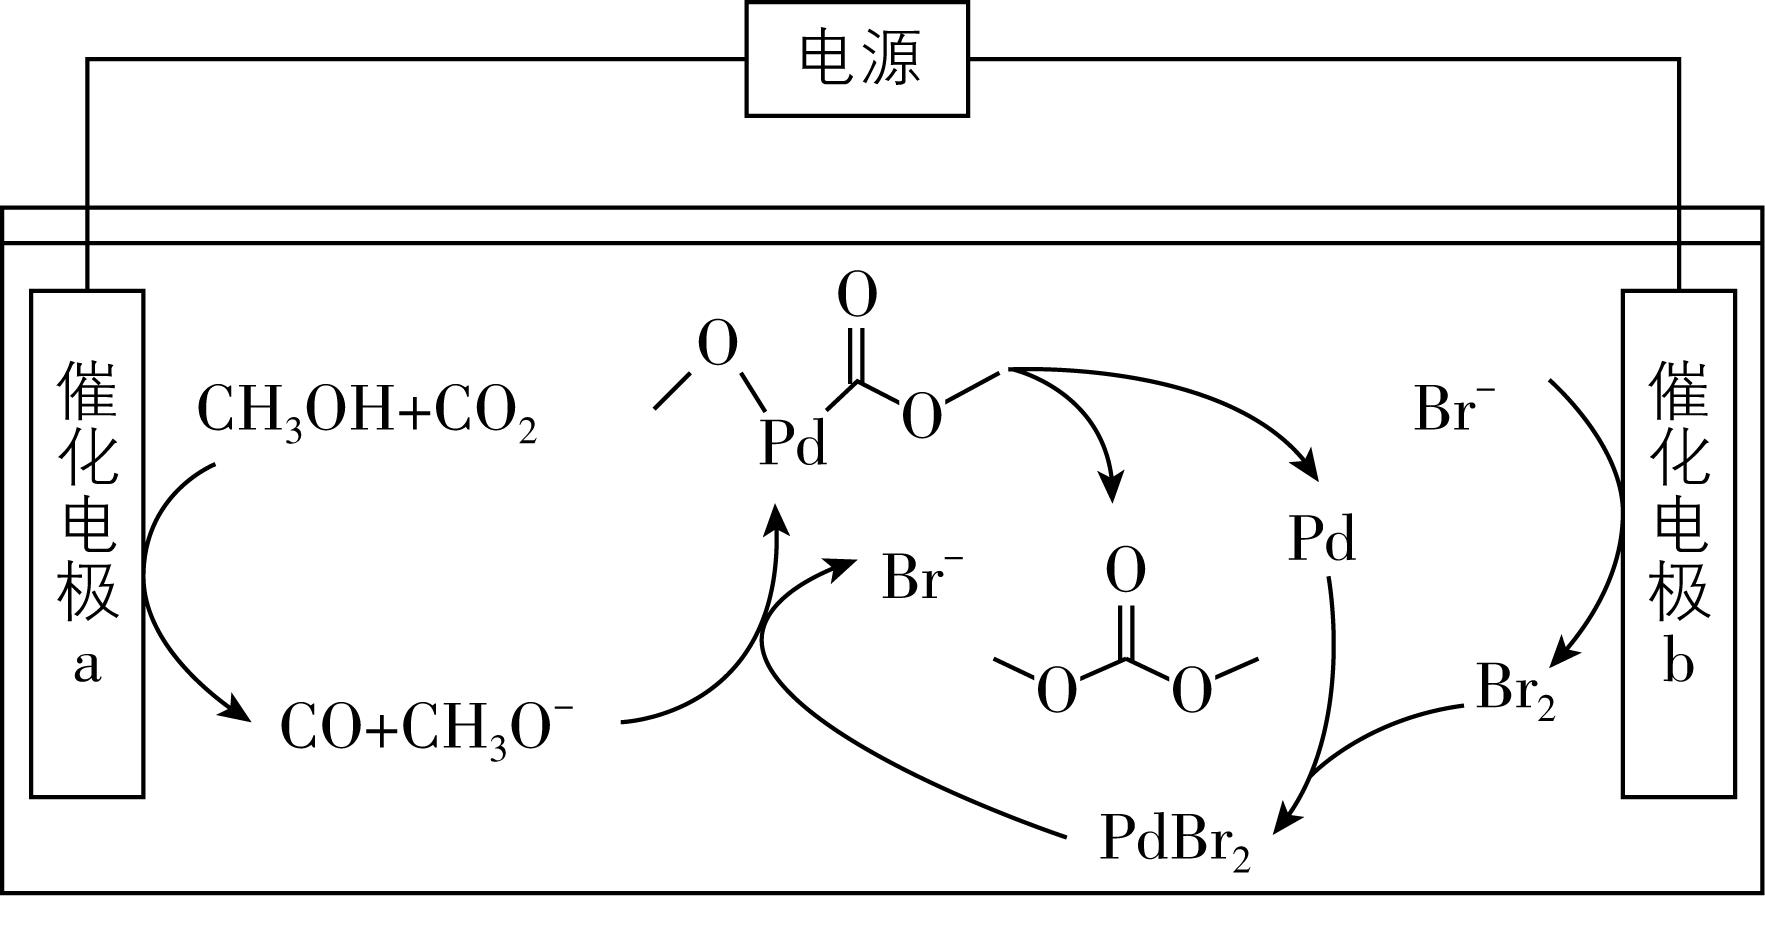 电源
催化电极a
CH₃OH+CO₂
CO+CH₃O⁻
O
O
Pd
O
Br⁻
O
O
O
Pd
PdBr₂
Br⁻
Br₂
催化电极b